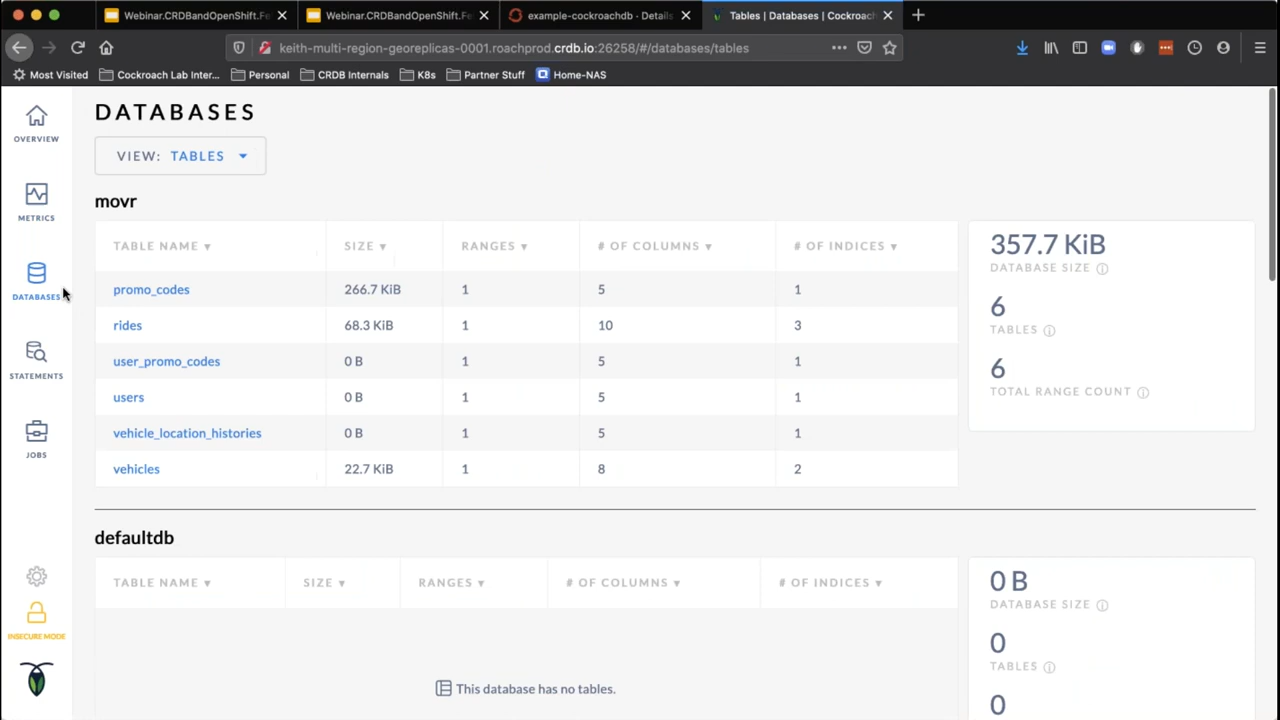 Webinar.CRDBandOpenShift.Fe
Webinar.CRDBandOpenShift.Fe
example-cockroachdb · Details
Tables | Databases | Cockroach
keith-multi-region-georeplicas-0001.roachprod.crdb.io:26258/#/databases/tables
Most Visited
Cockroach Lab Inter...
Personal
CRDB Internals
K8s
Partner Stuff
Home-NAS
OVERVIEW
METRICS
DATABASES
STATEMENTS
JOBS
INSECURE MODE
DATABASES
VIEW: TABLES
movr
TABLE NAME SIZE RANGES # OF COLUMNS # OF INDICES
promo_codes 266.7 KiB 1 5 1
rides 68.3 KiB 1 10 3
user_promo_codes 0 B 1 5 1
users 0 B 1 5 1
vehicle_location_histories 0 B 1 5 1
vehicles 22.7 KiB 1 8 2
357.7 KiB
DATABASE SIZE
6
TABLES
6
TOTAL RANGE COUNT
defaultdb
TABLE NAME SIZE RANGES # OF COLUMNS # OF INDICES
This database has no tables.
0 B
DATABASE SIZE
0
TABLES
0